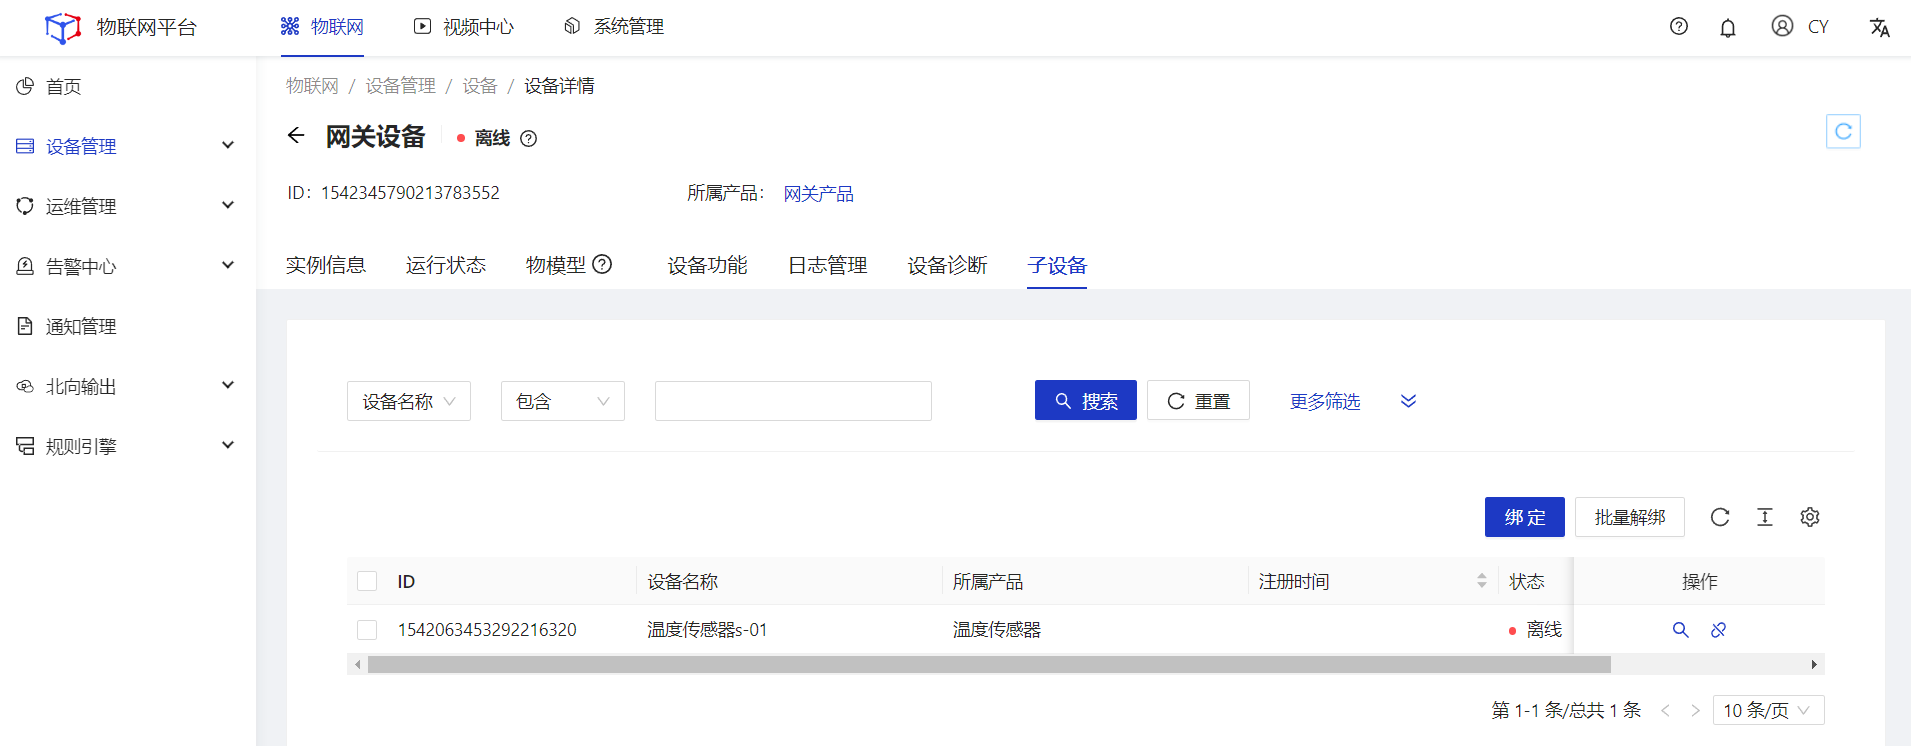 物联网平台
物联网 视频中心 系统管理 CY
首页
设备管理
运维管理
告警中心
通知管理
北向输出
规则引擎
物联网 / 设备管理 / 设备 / 设备详情
网关设备 离线
ID：1542345790213783552 所属产品： 网关产品
实例信息 运行状态 物模型 设备功能 日志管理 设备诊断 子设备
设备名称 包含 搜索 重置 更多筛选
绑 定 批量解绑
ID 设备名称 所属产品 注册时间 状态 操作
1542063453292216320 温度传感器s-01 温度传感器 离线
第 1-1 条/总共 1 条 10 条/页